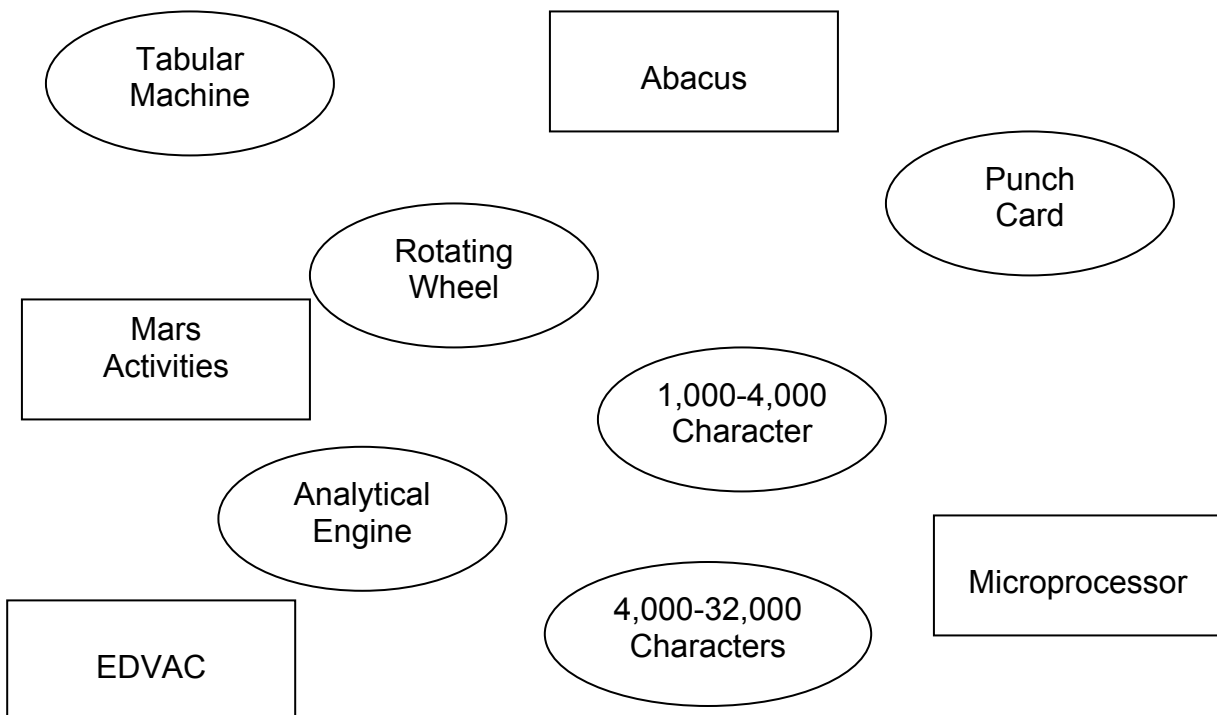 Tabular
Machine
Abacus
Punch
Card
Rotating
Wheel
Mars
Activities
1,000-4,000
Character
Analytical
Engine
Microprocessor
4,000-32,000
Characters
EDVAC